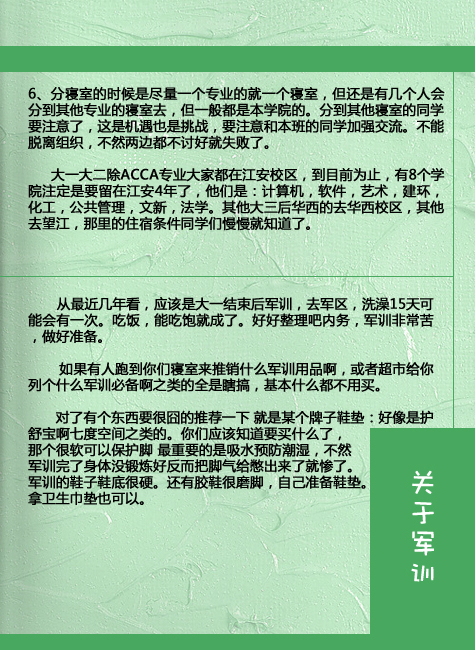 6、分寝室的时候是尽量一个专业的就一个寝室，但还是有几个人会
分到其他专业的寝室去，但一般都是本学院的。分到其他寝室的同学
要注意了，这是机遇也是挑战，要注意和本班的同学加强交流。不能
脱离组织，不然两边都不讨好就失败了。
大一大二除ACCA专业大家都在江安校区，到目前为止，有8个学
院注定是要留在江安4年了，他们是：计算机，软件，艺术，建环，
化工，公共管理，文新，法学。其他大三后华西的去华西校区，其他
去望江，那里的住宿条件同学们慢慢就知道了。
从最近几年看，应该是大一结束后军训，去军区，洗澡15天可
能会有一次。吃饭，能吃饱就成了。好好整理吧内务，军训非常苦
，做好准备。
如果有人跑到你们寝室来推销什么军训用品啊，或者超市给你
列个什么军训必备啊之类的全是瞎搞，基本什么都不用买。
对了有个东西要很囧的推荐一下 就是某个牌子鞋垫：好像是护
舒宝啊七度空间之类的。你们应该知道要买什么了，
那个很软可以保护脚 最重要的是吸水预防潮湿，不然
军训完了身体没锻炼好反而把脚气给憋出来了就惨了。
军训的鞋子鞋底很硬。还有胶鞋很磨脚，自己准备鞋垫。
拿卫生巾垫也可以。
关于军训